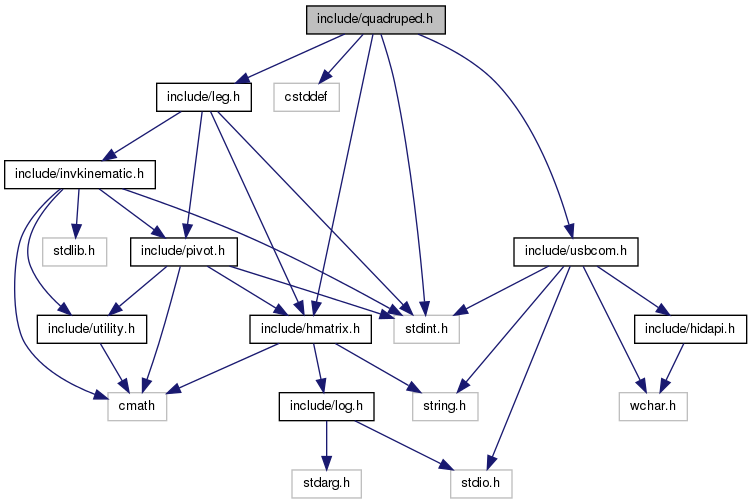 include/quadruped.h
include/leg.h
cstddef
include/invkinematic.h
stdlib.h
include/pivot.h
include/usbcom.h
include/utility.h
include/hmatrix.h
stdint.h
include/hidapi.h
cmath
include/log.h
string.h
wchar.h
stdarg.h
stdio.h